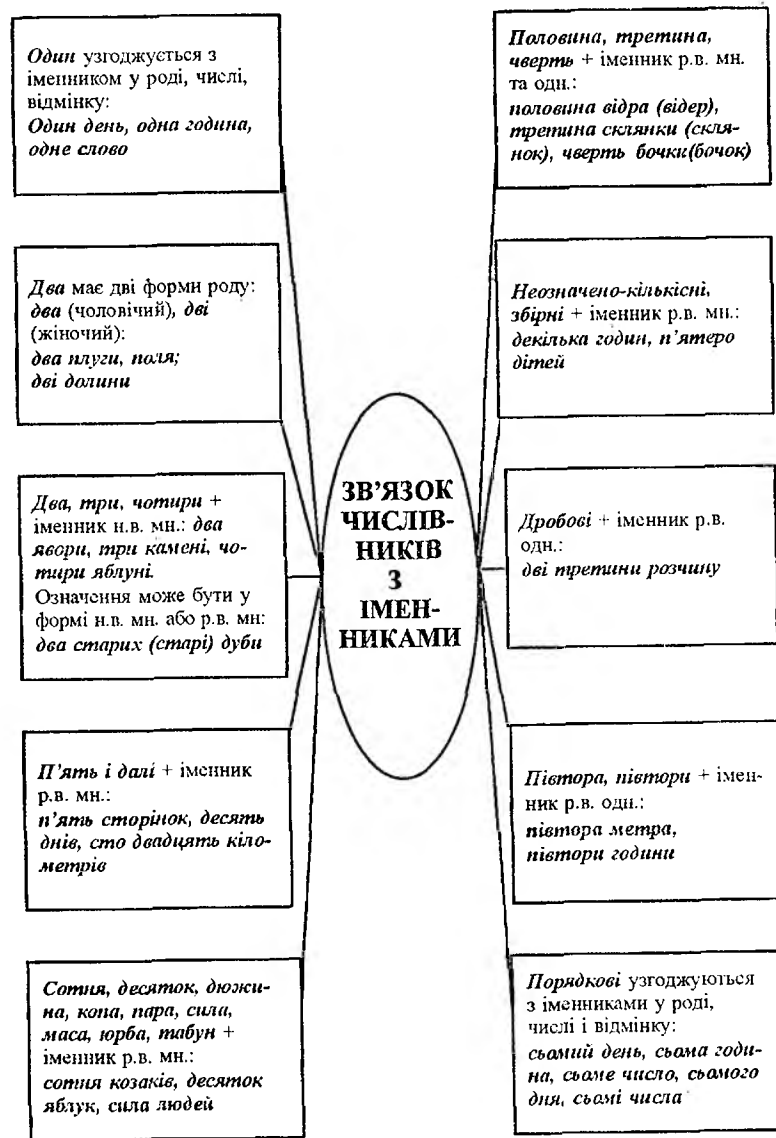 Один узгоджується з
іменником у роді, числі,
відмінку:
Один день, одна година,
одне слово
Два має дві форми роду:
два (чоловічий), дві
(жіночий):
два плуги, поля;
дві долини
Два, три, чотири +
іменник н.в. мн.: два
явори, три камені, чо-
тири яблуні.
Означення може бути у
формі н.в. мн. або р.в. мн:
два старих (старі) дуби
П'ять і далі + іменник
р.в. мн.:
п'ять сторінок, десять
днів, сто двадцять кіло-
метрів
Сотня, десяток, дюжи-
на, копа, пара, сила,
маса, юрба, табун +
іменник р.в. мн.:
сотня козаків, десяток
яблук, сила людей
ЗВ'ЯЗОК
ЧИСЛІВ-
НИКІВ
З
ІМЕН-
НИКАМИ
Половина, третина,
чверть + іменник р.в. мн.
та одн.:
половина відра (відер),
третина склянки (скля-
нок), чверть бочки(бочок)
Неозначено-кількісні,
збірні + іменник р.в. мн.:
декілька годин, п'ятеро
дітей
Дробові + іменник р.в.
одн.:
дві третини розчину
Півтора, півтори + імен-
ник р.в. одн.:
півтора метра,
півтори години
Порядкові узгоджуються
з іменниками у роді,
числі і відмінку:
сьомий день, сьома годи-
на, сьоме число, сьомого
дня, сьомі числа